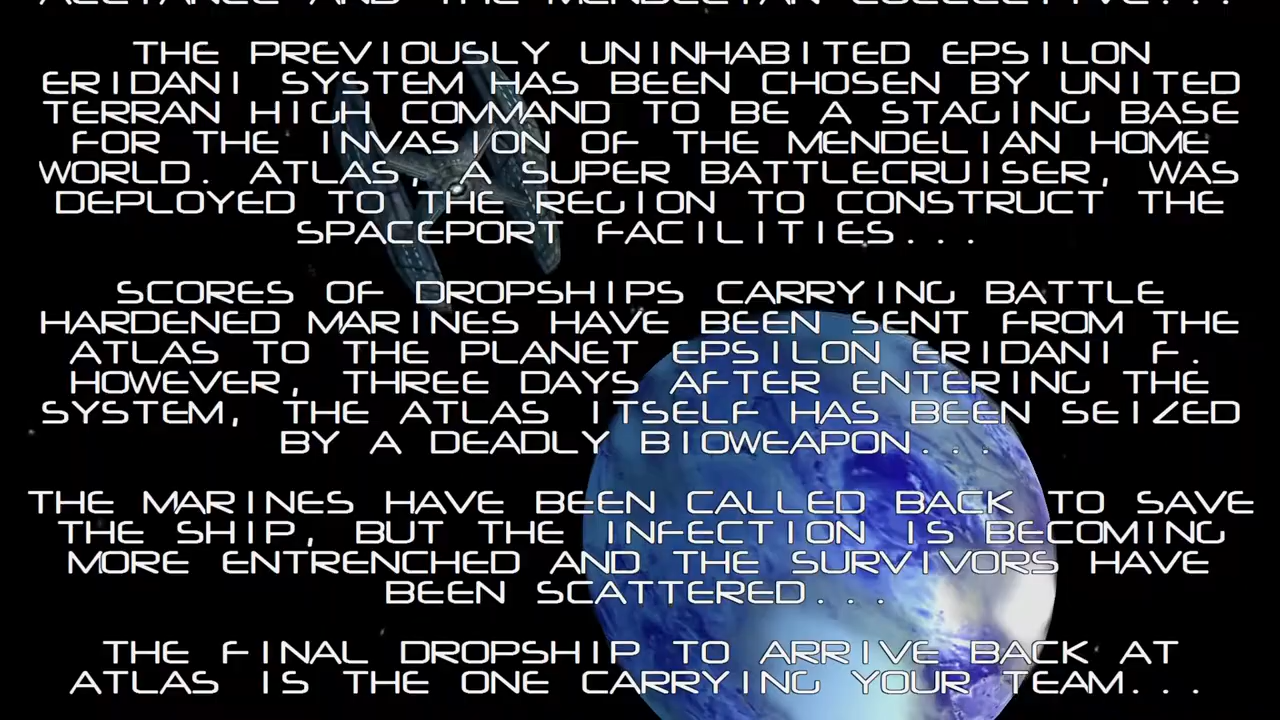 ALLIANCE AND THE MENDELIAN COLLECTIVE...
THE PREVIOUSLY UNINHABITED EPSILON
ERIDANI SYSTEM HAS BEEN CHOSEN BY UNITED
TERRAN HIGH COMMAND TO BE A STAGING BASE
FOR THE INVASION OF THE MENDELIAN HOME
WORLD. ATLAS, A SUPER BATTLECRUISER, WAS
DEPLOYED TO THE REGION TO CONSTRUCT THE
SPACEPORT FACILITIES...
SCORES OF DROPSHIPS CARRYING BATTLE
HARDENED MARINES HAVE BEEN SENT FROM THE
ATLAS TO THE PLANET EPSILON ERIDANI F.
HOWEVER, THREE DAYS AFTER ENTERING THE
SYSTEM, THE ATLAS ITSELF HAS BEEN SEIZED
BY A DEADLY BIOWEAPON...
THE MARINES HAVE BEEN CALLED BACK TO SAVE
THE SHIP, BUT THE INFECTION IS BECOMING
MORE ENTRENCHED AND THE SURVIVORS HAVE
BEEN SCATTERED...
THE FINAL DROPSHIP TO ARRIVE BACK AT
ATLAS IS THE ONE CARRYING YOUR TEAM...